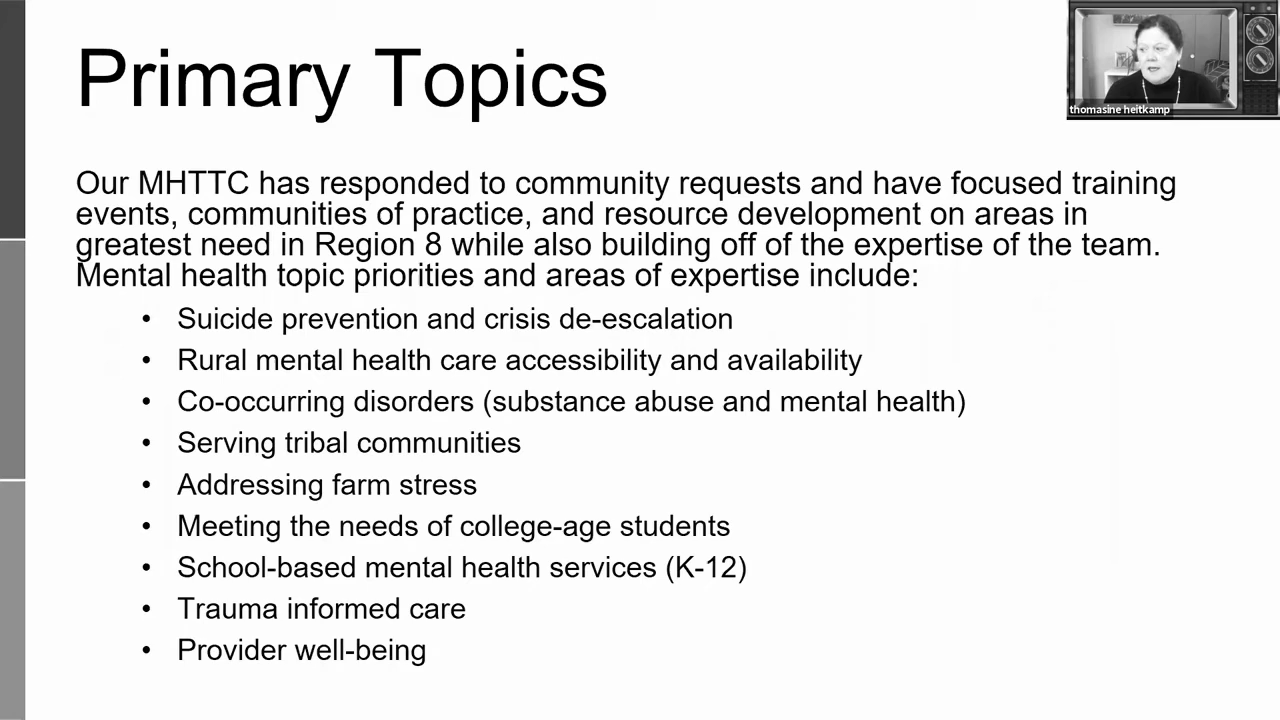 Primary Topics
thomasine heitkamp
Our MHTTC has responded to community requests and have focused training
events, communities of practice, and resource development on areas in
greatest need in Region 8 while also building off of the expertise of the team.
Mental health topic priorities and areas of expertise include:
• Suicide prevention and crisis de-escalation
• Rural mental health care accessibility and availability
• Co-occurring disorders (substance abuse and mental health)
• Serving tribal communities
• Addressing farm stress
• Meeting the needs of college-age students
• School-based mental health services (K-12)
• Trauma informed care
• Provider well-being